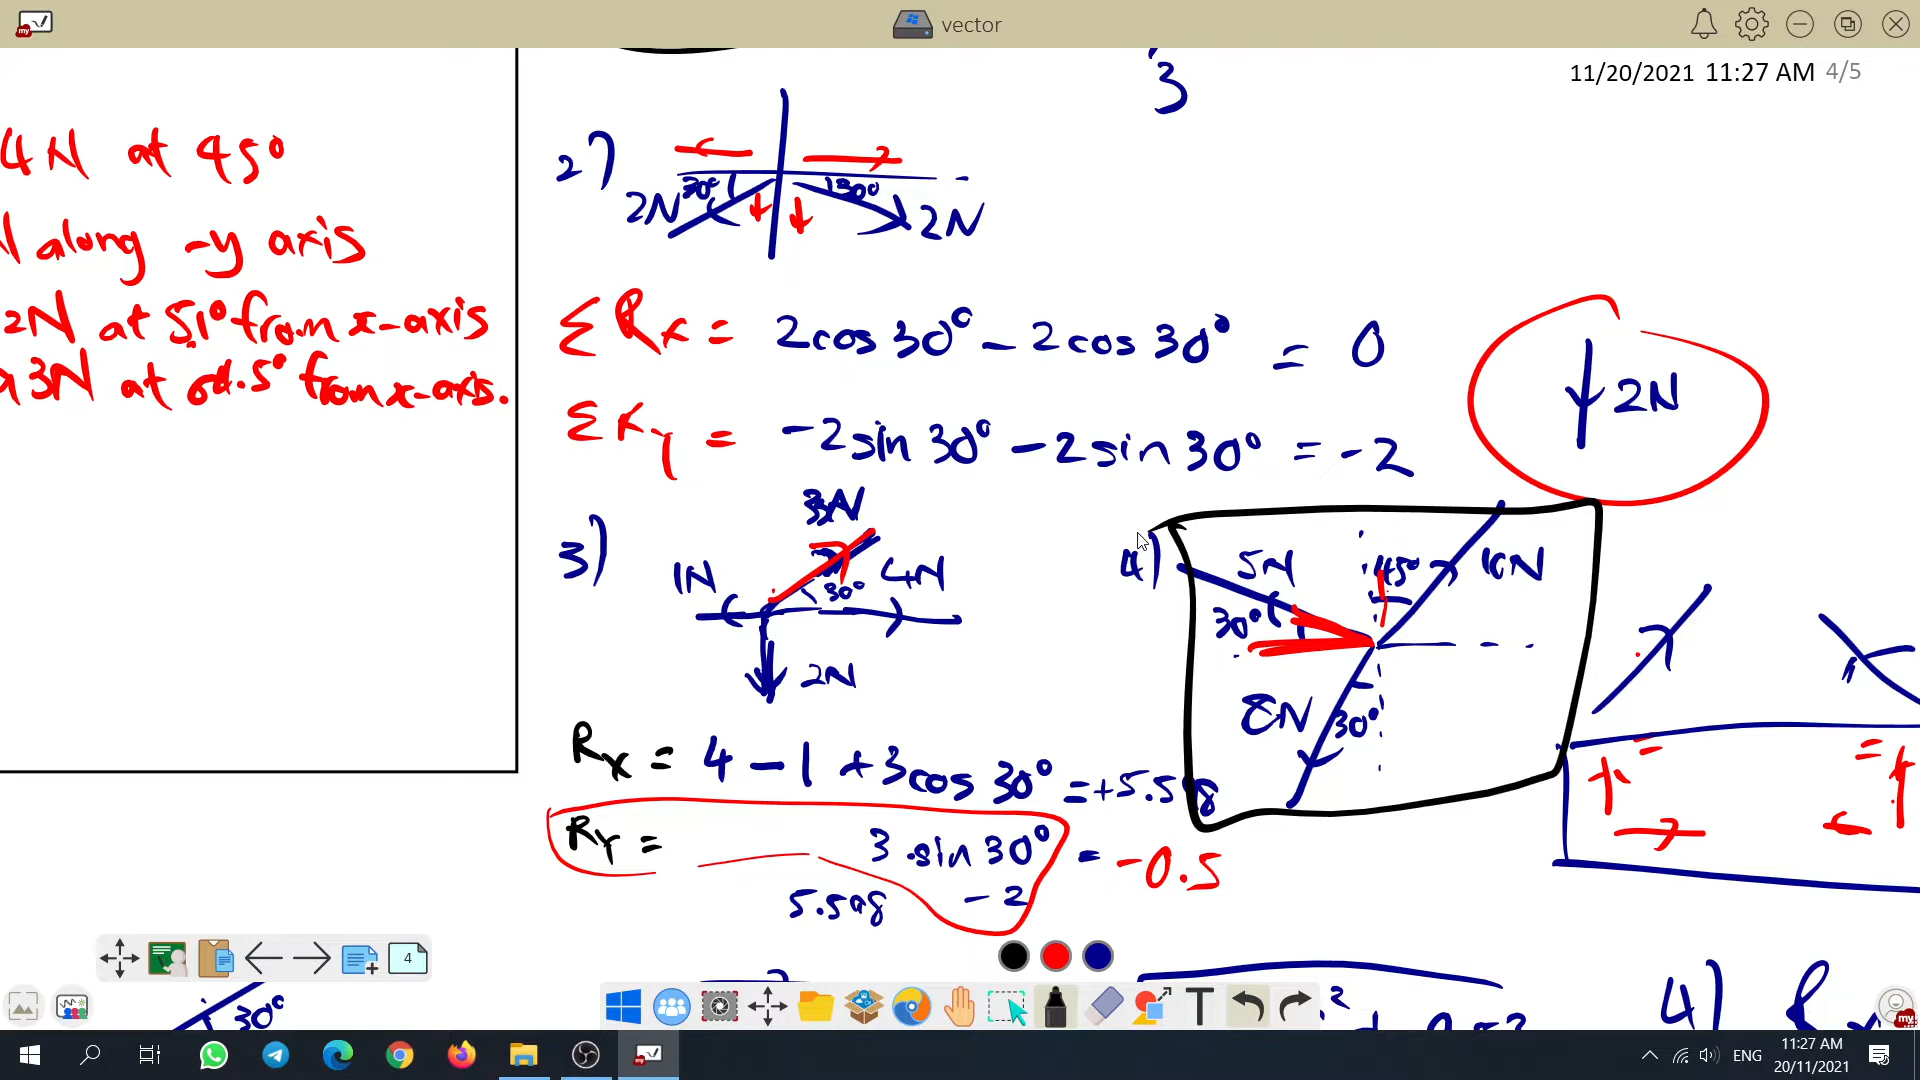 vector
11/20/2021 11:27 AM 4/5
3
4N at 45°
along -y axis
2N at 51° from x-axis
3N at 64.5° from x-axis.
2)
30°
30°
2N
2N
ΣRx = 2cos 30° - 2cos 30° = 0
2N
ΣRy = -2sin 30° - 2sin 30° = -2
3)
3N
1N
4N
30°
2N
4)
5N
45°
10N
30°
8N
30°
Rx = 4 - 1 + 3cos 30° = +5.598
Ry = 3 sin 30° = -0.5
5.598 - 2
4
30°
4) Rx
T
ENG
11:27 AM
20/11/2021